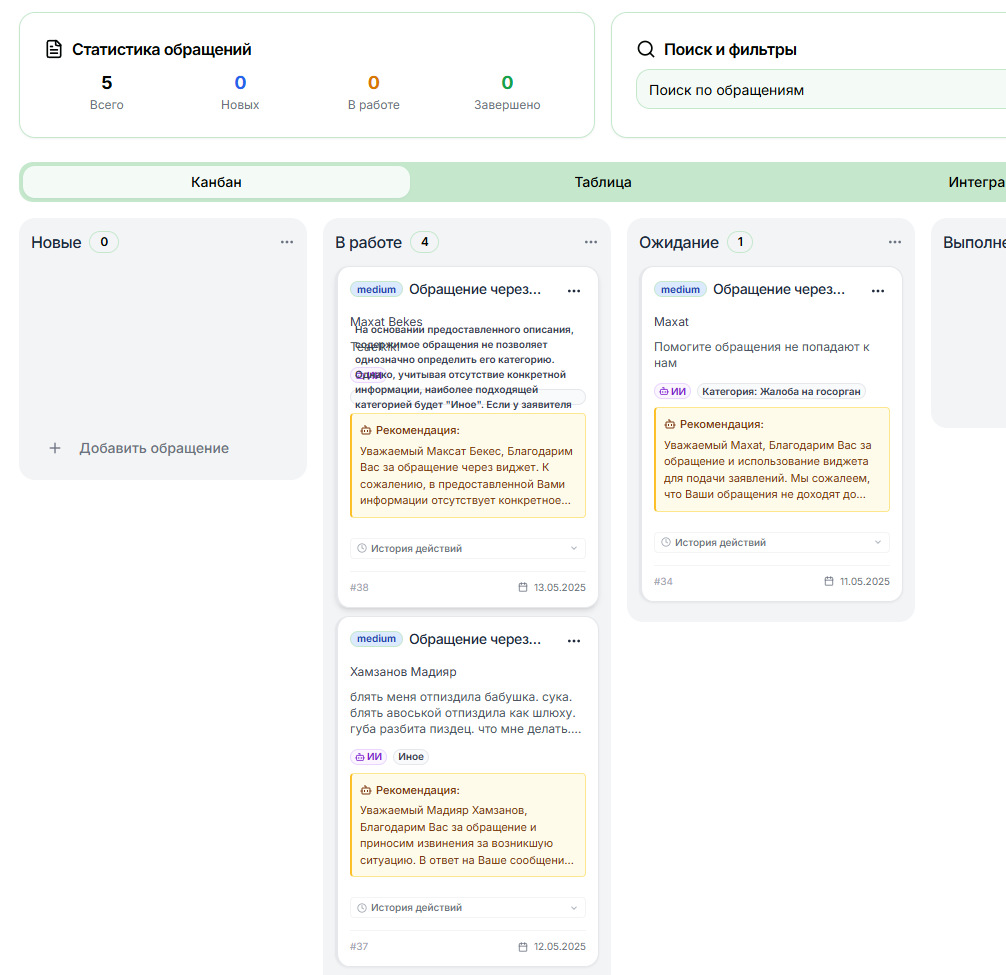 Статистика обращений
5
0
0
0
Всего
Новых
В работе
Завершено
Поиск и фильтры
Поиск по обращениям
Канбан
Таблица
Интегра
Новые 0
Добавить обращение
В работе 4
medium Обращение через...
Maxat Bekes
На основании предоставленного описания,
содержимое обращения не позволяет
однозначно определить его категорию.
Однако, учитывая отсутствие конкретной
информации, наиболее подходящей
категорией будет "Иное". Если у заявителя
Рекомендация:
Уважаемый Максат Бекес, Благодарим
Вас за обращение через виджет. К
сожалению, в предоставленной Вами
информации отсутствует конкретное...
История действий
#38
13.05.2025
medium Обращение через...
Хамзанов Мадияр
блять меня отпиздила бабушка. сука.
блять авоськой отпиздила как шлюху.
губа разбита пиздец. что мне делать....
ИИ Иное
Рекомендация:
Уважаемый Мадияр Хамзанов,
Благодарим Вас за обращение и
приносим извинения за возникшую
ситуацию. В ответ на Ваше сообщени...
История действий
#37
12.05.2025
Ожидание 1
medium Обращение через...
Maxat
Помогите обращения не попадают к
нам
ИИ Категория: Жалоба на госорган
Рекомендация:
Уважаемый Maxat, Благодарим Вас за
обращение и использование виджета
для подачи заявлений. Мы сожалеем,
что Ваши обращения не доходят до...
История действий
#34
11.05.2025
Выполне